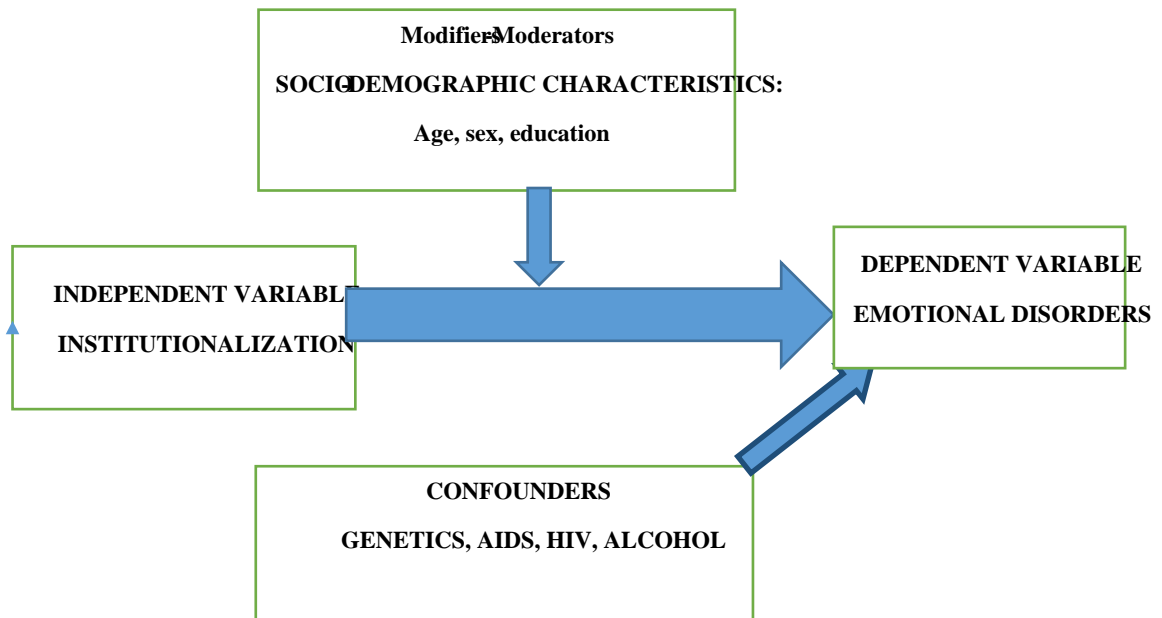 Modifiers-Moderators
SOCIO-DEMOGRAPHIC CHARACTERISTICS:
Age, sex, education
INDEPENDENT VARIABLE
INSTITUTIONALIZATION
DEPENDENT VARIABLE
EMOTIONAL DISORDERS
CONFOUNDERS
GENETICS, AIDS, HIV, ALCOHOL